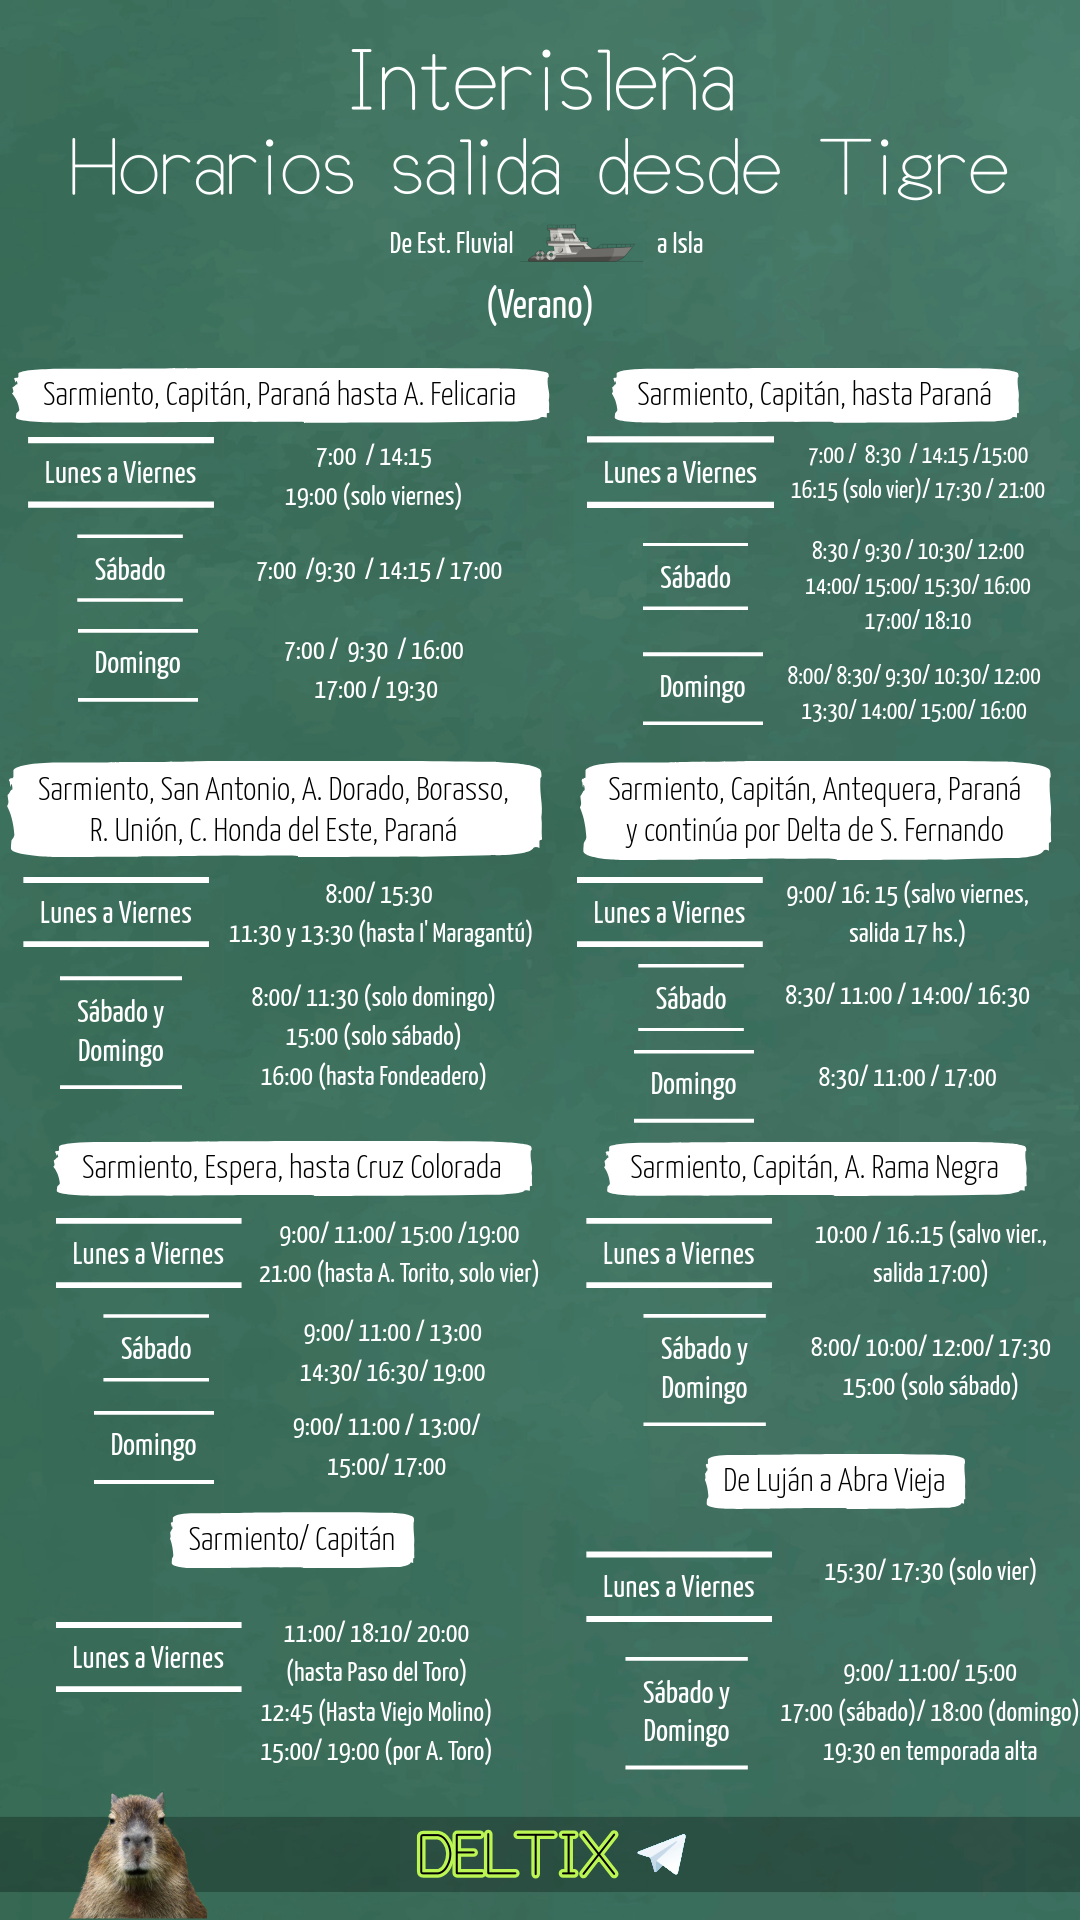 Interisleña
Horarios salida desde Tigre
De Est. Fluvial a Isla
(Verano)
Sarmiento, Capitán, Paraná hasta A. Felicaria
Lunes a Viernes
7:00 / 14:15
19:00 (solo viernes)
Sábado
7:00 /9:30 / 14:15 / 17:00
Domingo
7:00 / 9:30 / 16:00
17:00 / 19:30
Sarmiento, Capitán, hasta Paraná
Lunes a Viernes
7:00 / 8:30 / 14:15 /15:00
16:15 (solo vier)/ 17:30 / 21:00
Sábado
8:30 / 9:30 / 10:30/ 12:00
14:00/ 15:00/ 15:30/ 16:00
17:00/ 18:10
Domingo
8:00/ 8:30/ 9:30/ 10:30/ 12:00
13:30/ 14:00/ 15:00/ 16:00
Sarmiento, San Antonio, A. Dorado, Borasso,
R. Unión, C. Honda del Este, Paraná
Lunes a Viernes
8:00/ 15:30
11:30 y 13:30 (hasta I' Maragantú)
Sábado y
Domingo
8:00/ 11:30 (solo domingo)
15:00 (solo sábado)
16:00 (hasta Fondeadero)
Sarmiento, Capitán, Antequera, Paraná
y continúa por Delta de S. Fernando
Lunes a Viernes
9:00/ 16: 15 (salvo viernes,
salida 17 hs.)
Sábado
8:30/ 11:00 / 14:00/ 16:30
Domingo
8:30/ 11:00 / 17:00
Sarmiento, Espera, hasta Cruz Colorada
Lunes a Viernes
9:00/ 11:00/ 15:00 /19:00
21:00 (hasta A. Torito, solo vier)
Sábado
9:00/ 11:00 / 13:00
14:30/ 16:30/ 19:00
Domingo
9:00/ 11:00 / 13:00/
15:00/ 17:00
Sarmiento, Capitán, A. Rama Negra
Lunes a Viernes
10:00 / 16.:15 (salvo vier.,
salida 17:00)
Sábado y
Domingo
8:00/ 10:00/ 12:00/ 17:30
15:00 (solo sábado)
Sarmiento/ Capitán
Lunes a Viernes
11:00/ 18:10/ 20:00
(hasta Paso del Toro)
12:45 (Hasta Viejo Molino)
15:00/ 19:00 (por A. Toro)
De Luján a Abra Vieja
Lunes a Viernes
15:30/ 17:30 (solo vier)
Sábado y
Domingo
9:00/ 11:00/ 15:00
17:00 (sábado)/ 18:00 (domingo)
19:30 en temporada alta
DELTIX